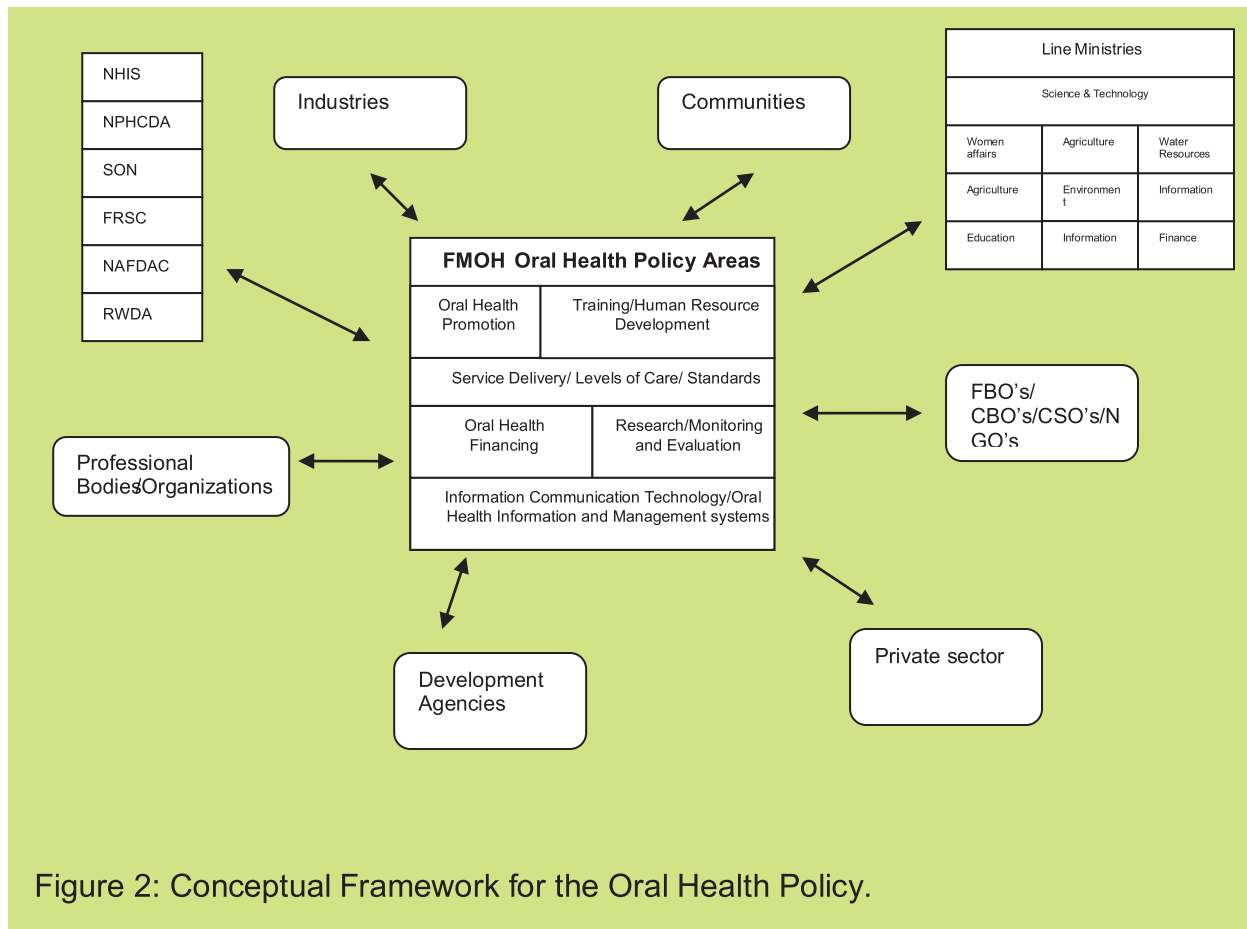 NHIS
NPHCDA
SON
FRSC
NAFDAC
RWDA
Industries
Communities
Line Ministries
Science & Technology
Women
affairs
Agriculture
Water
Resources
Agriculture
Environmen
t
Information
Education
Information
Finance
FMOH Oral Health Policy Areas
Oral Health
Promotion
Training/Human Resource
Development
Service Delivery/ Levels of Care/ Standards
Oral Health
Financing
Research/Monitoring
and Evaluation
Information Communication Technology/Oral
Health Information and Management systems
FBO's/
CBO's/CSO's/N
GO's
Professional
Bodies/Organizations
Development
Agencies
Private sector
Figure 2: Conceptual Framework for the Oral Health Policy.